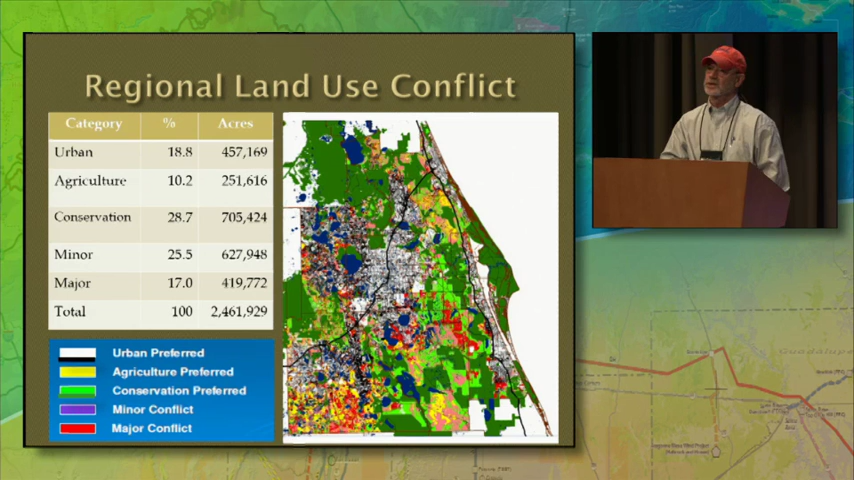 Regional Land Use Conflict
Category % Acres
Urban 18.8 457,169
Agriculture 10.2 251,616
Conservation 28.7 705,424
Minor 25.5 627,948
Major 17.0 419,772
Total 100 2,461,929
Urban Preferred
Agriculture Preferred
Conservation Preferred
Minor Conflict
Major Conflict